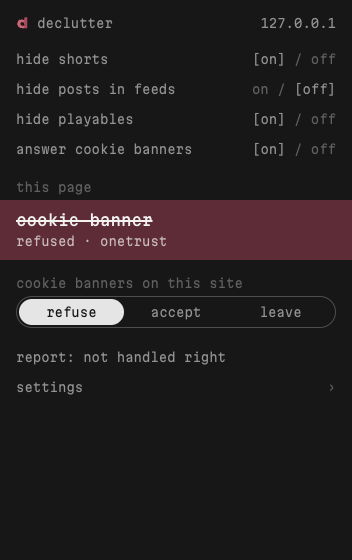 d declutter 127.0.0.1
hide shorts [on] / off
hide posts in feeds on / [off]
hide playables [on] / off
answer cookie banners [on] / off
this page
cookie banner
refused · onetrust
cookie banners on this site
refuse accept leave
report: not handled right
settings ›